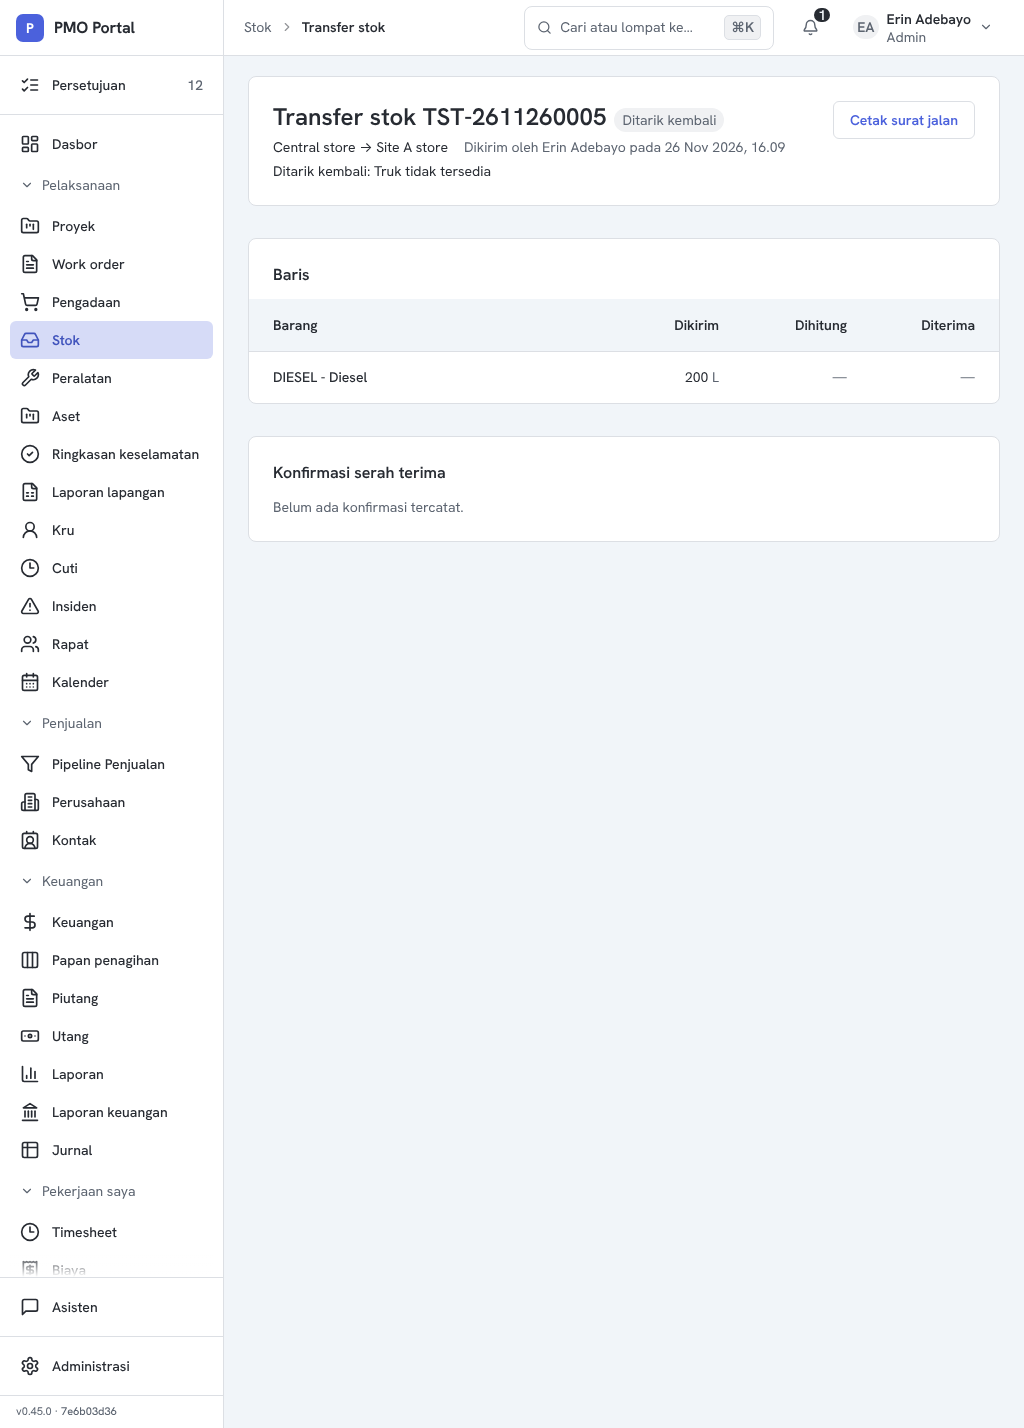 P PMO Portal
Stok > Transfer stok
Cari atau lompat ke...
⌘K
1
EA
Erin Adebayo
Admin
Persetujuan 12
Dasbor
Pelaksanaan
Proyek
Work order
Pengadaan
Stok
Peralatan
Aset
Ringkasan keselamatan
Laporan lapangan
Kru
Cuti
Insiden
Rapat
Kalender
Penjualan
Pipeline Penjualan
Perusahaan
Kontak
Keuangan
Keuangan
Papan penagihan
Piutang
Utang
Laporan
Laporan keuangan
Jurnal
Pekerjaan saya
Timesheet
Biaya
Asisten
Administrasi
v0.45.0 · 7e6b03d36
Transfer stok TST-2611260005 Ditarik kembali
Cetak surat jalan
Central store → Site A store Dikirim oleh Erin Adebayo pada 26 Nov 2026, 16.09
Ditarik kembali: Truk tidak tersedia
Baris
Barang Dikirim Dihitung Diterima
DIESEL - Diesel 200 L — —
Konfirmasi serah terima
Belum ada konfirmasi tercatat.